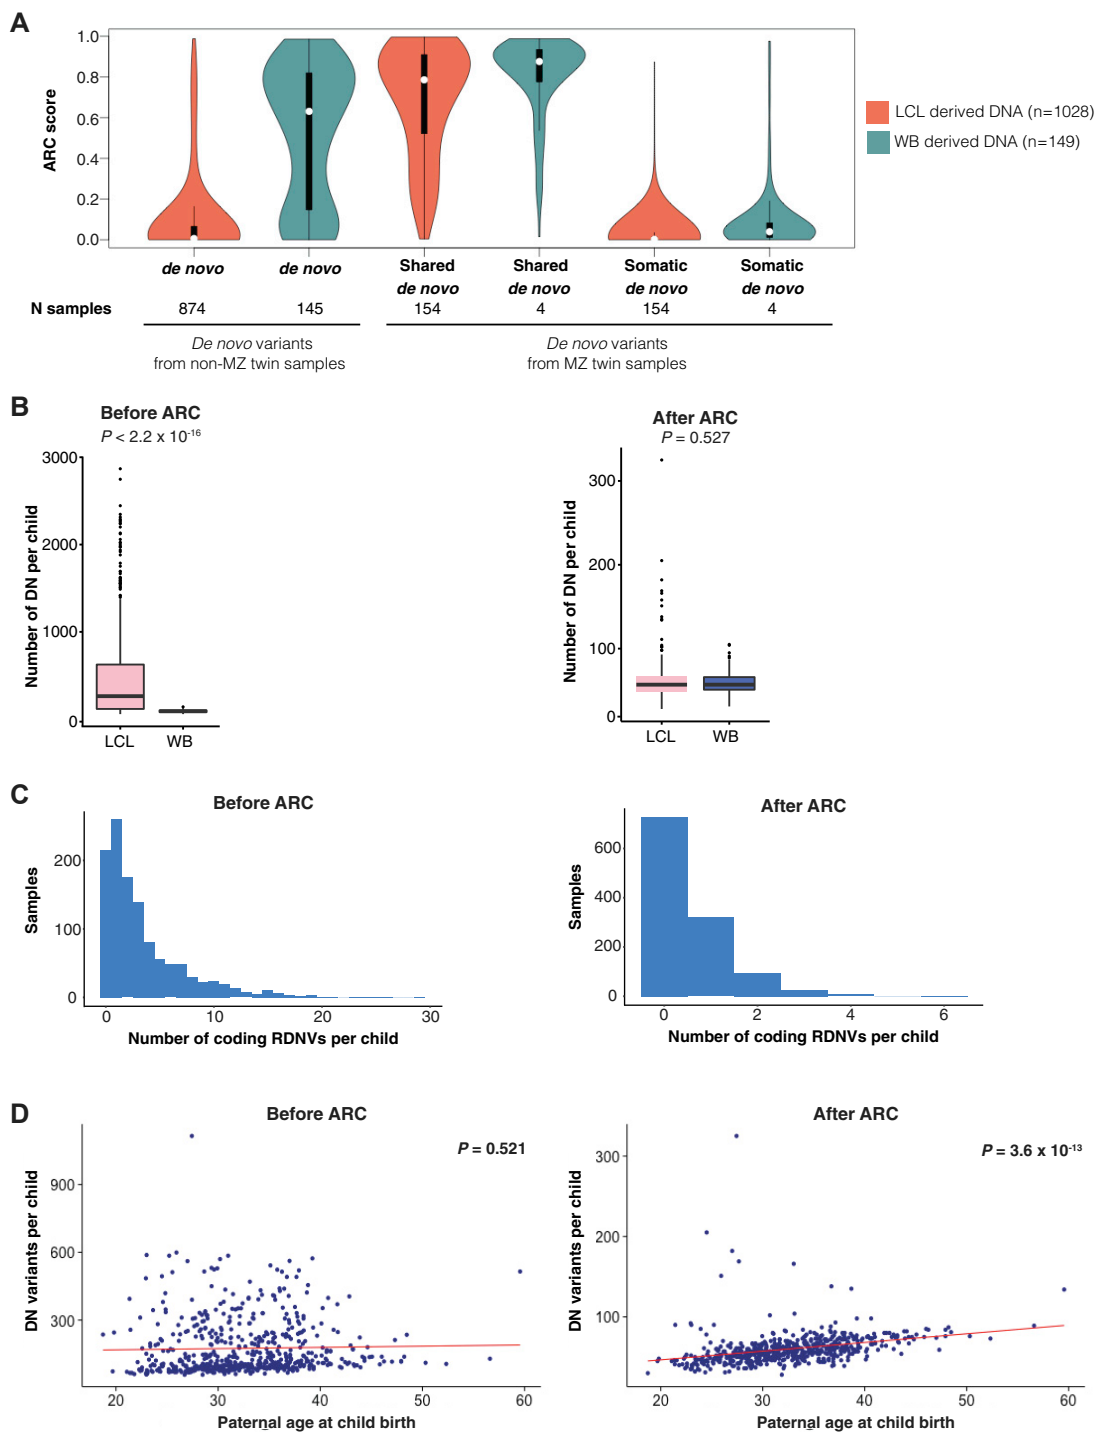 A
1.0
0.8
0.6
0.4
0.2
0.0
ARC score
LCL derived DNA (n=1028)
WB derived DNA (n=149)
de novo
de novo
Shared de novo
Shared de novo
Somatic de novo
Somatic de novo
N samples
874
145
154
4
154
4
De novo variants
from non-MZ twin samples
De novo variants
from MZ twin samples
B
Before ARC
P < 2.2 x 10-16
3000
2000
1000
0
Number of DN per child
LCL
WB
After ARC
P = 0.527
300
200
100
0
Number of DN per child
LCL
WB
C
Before ARC
200
100
0
Samples
0
10
20
30
Number of coding RDNVs per child
After ARC
600
400
200
0
Samples
0
2
4
6
Number of coding RDNVs per child
D
Before ARC
P = 0.521
900
600
300
DN variants per child
20
30
40
50
60
Paternal age at child birth
After ARC
P = 3.6 x 10-13
300
200
100
DN variants per child
20
30
40
50
60
Paternal age at child birth